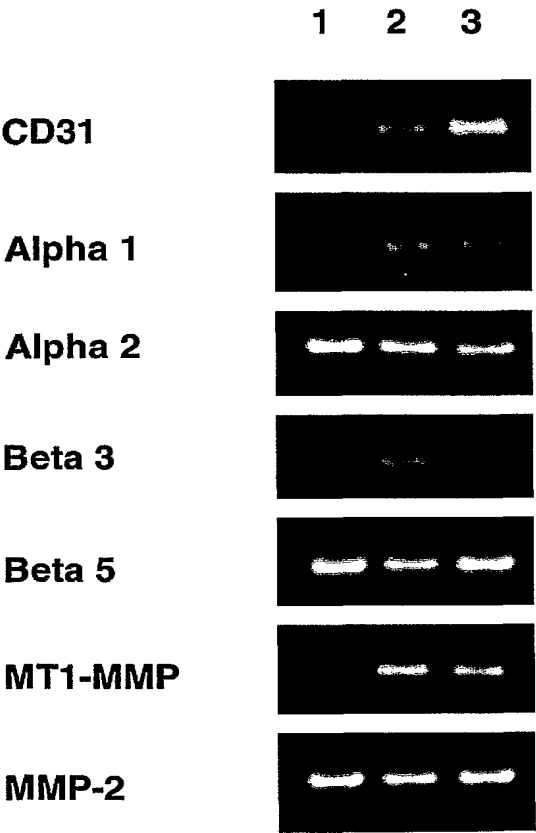 1 2 3
CD31
Alpha 1
Alpha 2
Beta 3
Beta 5
MT1-MMP
MMP-2